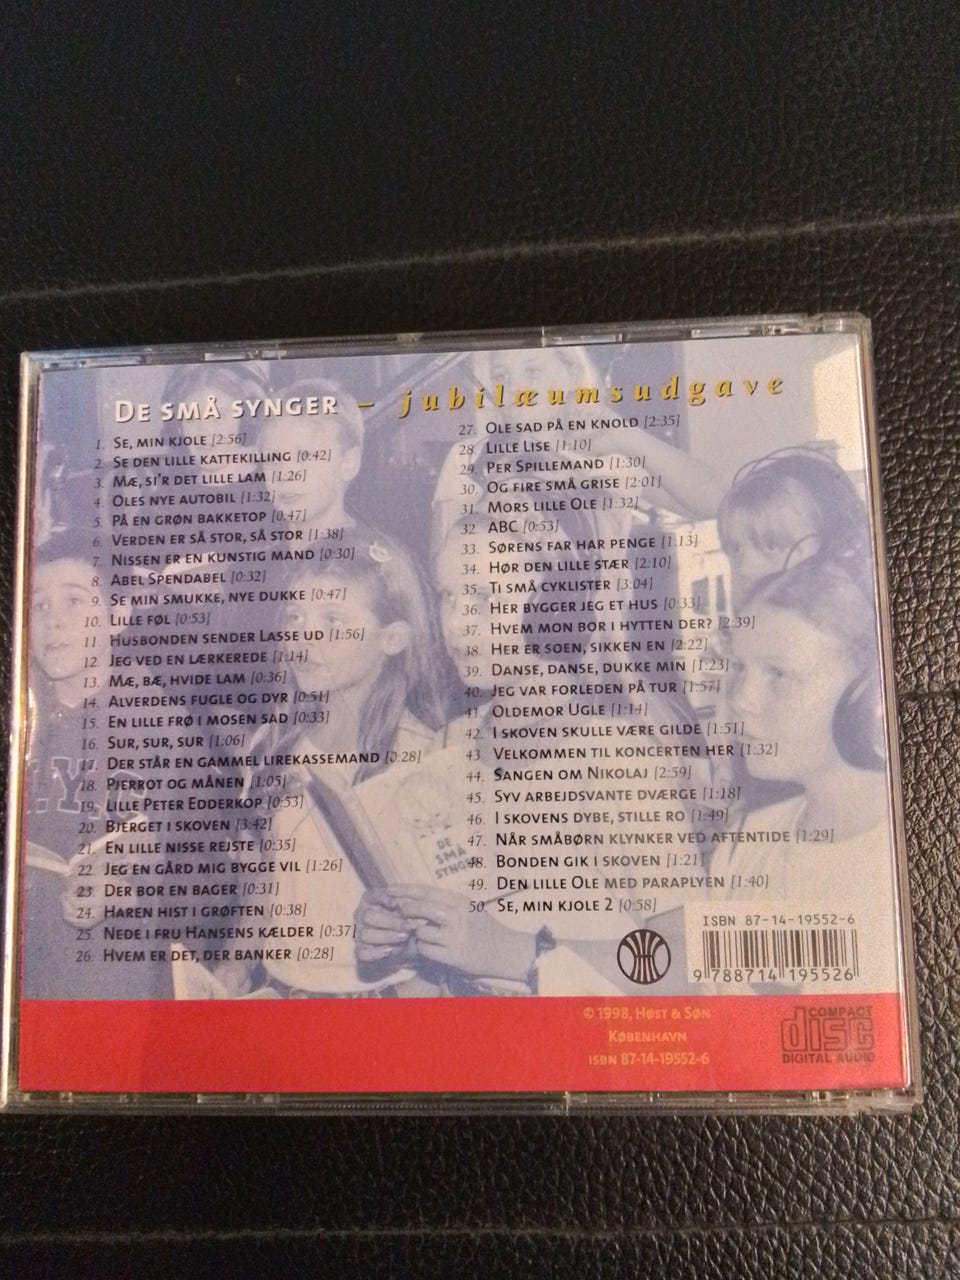 De små synger – jubilæumsudgave
1. Se, min kjole [2:56]
2. Se den lille kattekilling [0:42]
3. Mæ, si'r det lille lam [1:26]
4. Oles nye autobil [1:32]
5. På en grøn bakketop [0:47]
6. Verden er så stor, så stor [1:38]
7. Nissen er en kunstig mand [0:30]
8. Abel Spendabel [0:32]
9. Se min smukke, nye dukke [0:47]
10. Lille føl [0:53]
11. Husbonden sender Lasse ud [1:56]
12. Jeg ved en lærkerede [1:14]
13. Mæ, bæ, hvide lam [0:36]
14. Alverdens fugle og dyr [0:51]
15. En lille frø i mosen sad [0:33]
16. Sur, sur, sur [1:06]
17. Der står en gammel lirekassemand [0:28]
18. Pjerrot og månen [1:05]
19. Lille Peter Edderkop [0:53]
20. Bjerget i skoven [3:42]
21. En lille nisse rejste [0:35]
22. Jeg en gård mig bygge vil [1:26]
23. Der bor en bager [0:31]
24. Haren hist i grøften [0:38]
25. Nede i fru Hansens kælder [0:37]
26. Hvem er det, der banker [0:28]
27. Ole sad på en knold [2:35]
28. Lille Lise [1:10]
29. Per Spillemand [1:30]
30. Og fire små grise [2:01]
31. Mors lille Ole [1:32]
32. ABC [0:53]
33. Sørens far har penge [1:13]
34. Hør den lille stær [2:10]
35. Ti små cyklister [3:04]
36. Her bygger jeg et hus [0:33]
37. Hvem mon bor i hytten der? [2:39]
38. Her er soen, sikken en [2:22]
39. Danse, danse, dukke min [1:23]
40. Jeg var forleden på tur [1:57]
41. Oldemor Ugle [1:14]
42. I skoven skulle være gilde [1:51]
43. Velkommen til koncerten her [1:32]
44. Sangen om Nikolaj [2:59]
45. Syv arbejdsvante dværge [1:18]
46. I skovens dybe, stille ro [1:49]
47. Når småbørn klynker ved aftentide [1:29]
48. Bonden gik i skoven [1:21]
49. Den lille Ole med paraplyen [1:40]
50. Se, min kjole 2 [0:58]
DE
SMÅ
SYNGER
ISBN 87-14-19552-6
9 788714 195526
© 1998, Høst & Søn
København
ISBN 87-14-19552-6
COMPACT
disc
DIGITAL AUDIO